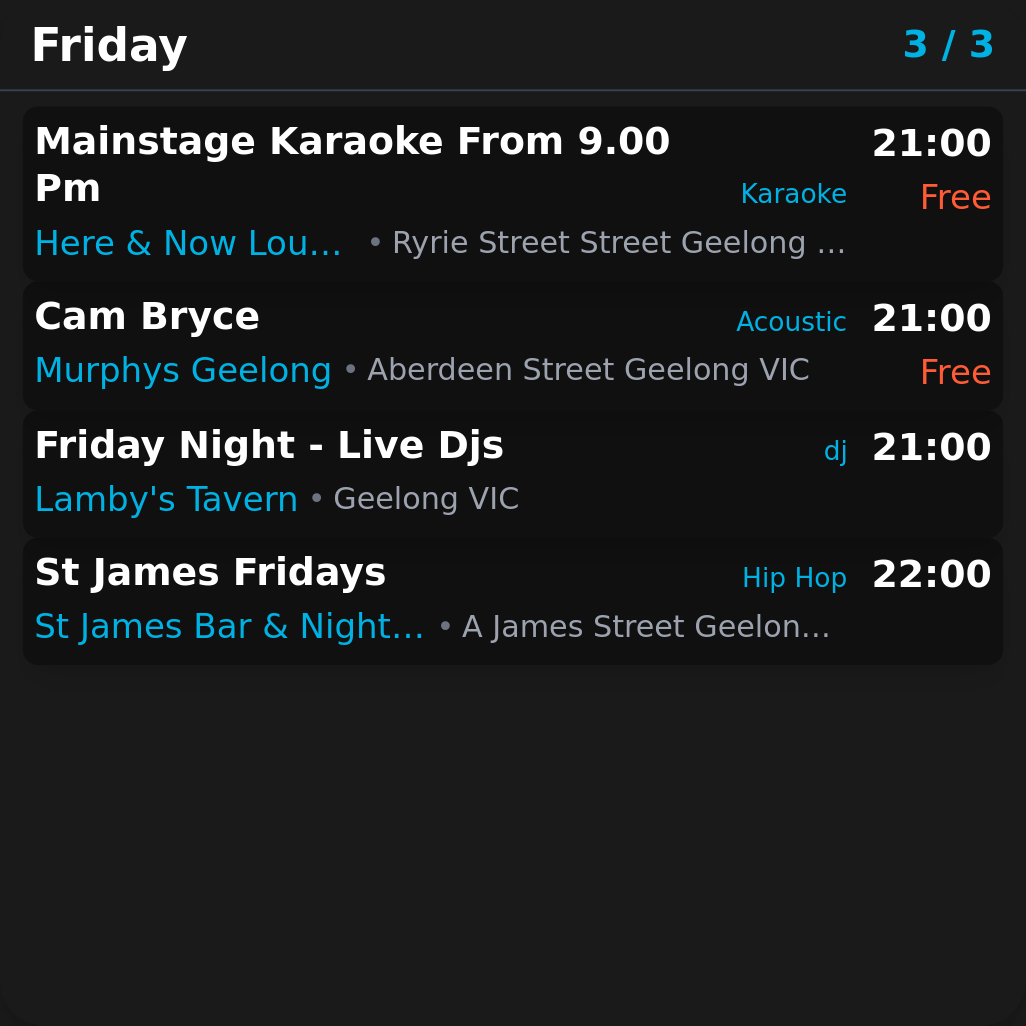 Friday 3 / 3
Mainstage Karaoke From 9.00 21:00
Pm Karaoke Free
Here & Now Lou... • Ryrie Street Street Geelong ...
Cam Bryce Acoustic 21:00
Murphys Geelong • Aberdeen Street Geelong VIC Free
Friday Night - Live Djs dj 21:00
Lamby's Tavern • Geelong VIC
St James Fridays Hip Hop 22:00
St James Bar & Night... • A James Street Geelon...